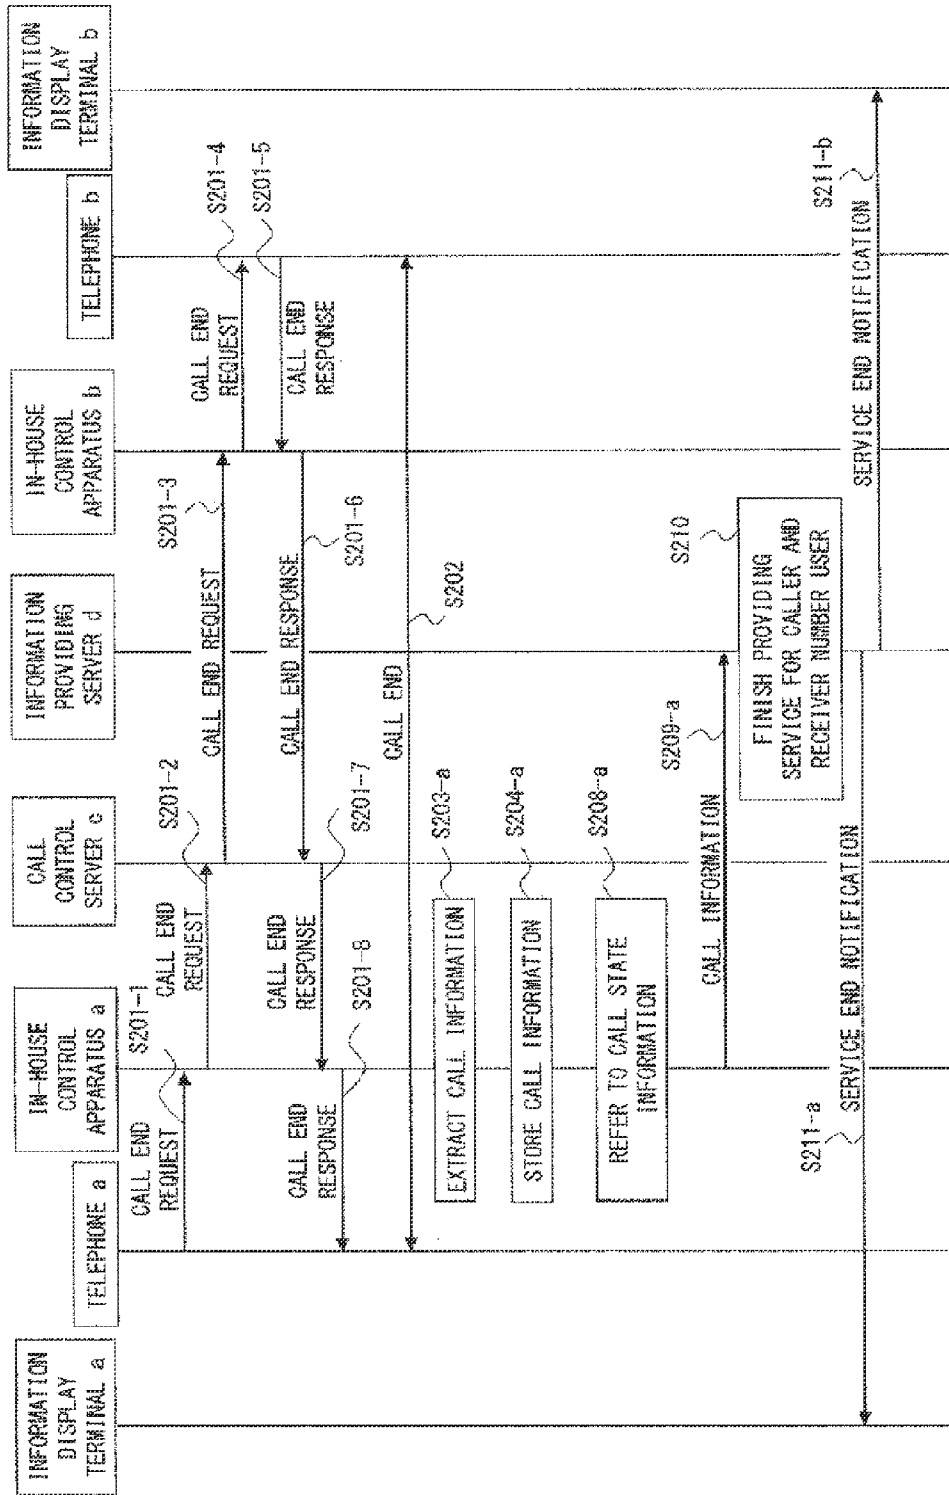 INFORMATION
DISPLAY
TERMINAL a
TELEPHONE a
IN-HOUSE
CONTROL
APPARATUS a
CALL
CONTROL
SERVER c
INFORMATION
PROVIDING
SERVER d
IN-HOUSE
CONTROL
APPARATUS b
TELEPHONE b
INFORMATION
DISPLAY
TERMINAL b
CALL END
REQUEST
S201-1
CALL END
REQUEST
S201-2
CALL END REQUEST
S201-3
CALL END
REQUEST
S201-4
CALL END
RESPONSE
S201-5
CALL END RESPONSE
S201-6
CALL END
RESPONSE
S201-7
CALL END
RESPONSE
S201-8
CALL END
S202
EXTRACT CALL INFORMATION
S203-a
STORE CALL INFORMATION
S204-a
REFER TO CALL STATE
INFORMATION
S208-a
CALL INFORMATION
S209-a
FINISH PROVIDING
SERVICE FOR CALLER AND
RECEIVER NUMBER USER
S210
S211-a
SERVICE END NOTIFICATION
SERVICE END NOTIFICATION
S211-b